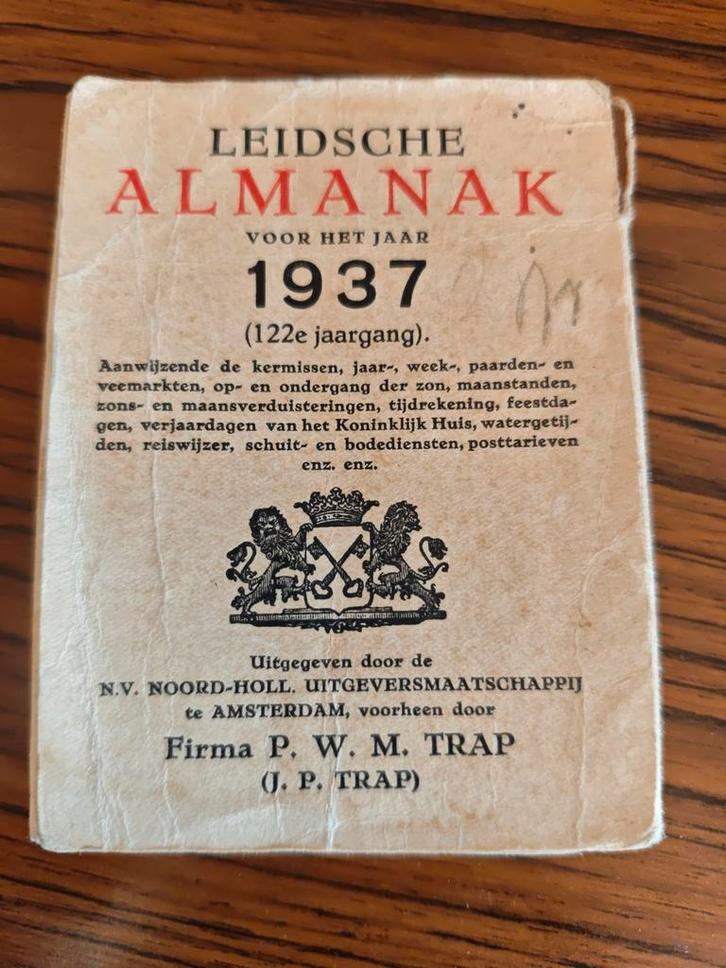 LEIDSCHE
ALMANAK
VOOR HET JAAR
1937
(122e jaargang).
Aanwijzende de kermissen, jaar-, week-, paarden- en
veemarkten, op- en ondergang der zon, maanstanden,
zons- en maansverduisteringen, tijdrekening, feestda-
gen, verjaardagen van het Koninklijk Huis, watergetij-
den, reiswijzer, schuit- en bodediensten, posttarieven
enz. enz.
Uitgegeven door de
N.V. NOORD-HOLL. UITGEVERSMAATSCHAPPIJ
te AMSTERDAM, voorheen door
Firma P. W. M. TRAP
(J. P. TRAP)